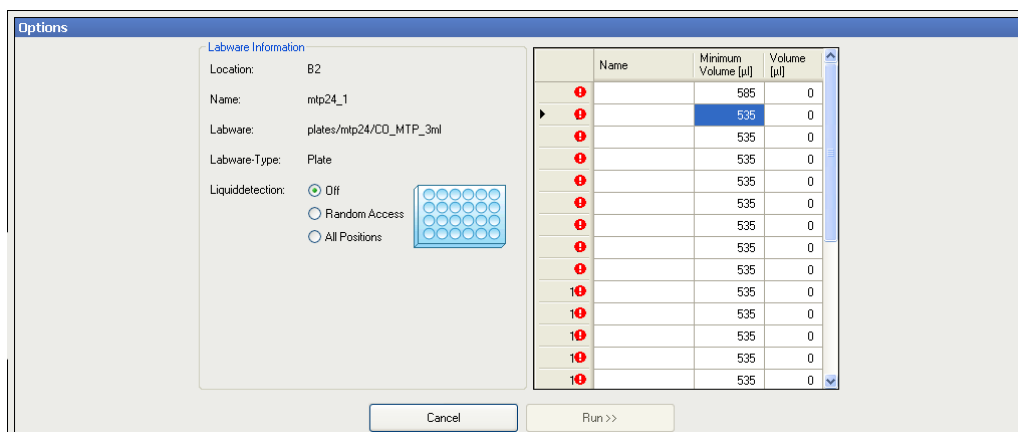 Options
Labware Information
Location: B2
Name: mtp24_1
Labware: plates/mtp24/CO_MTP_3ml
Labware-Type: Plate
Liquiddetection: Off
Random Access
All Positions
Name Minimum Volume [µl] Volume [µl]
585 0
535 0
535 0
535 0
535 0
535 0
535 0
535 0
535 0
1 535 0
1 535 0
1 535 0
1 535 0
1 535 0
Cancel Run >>